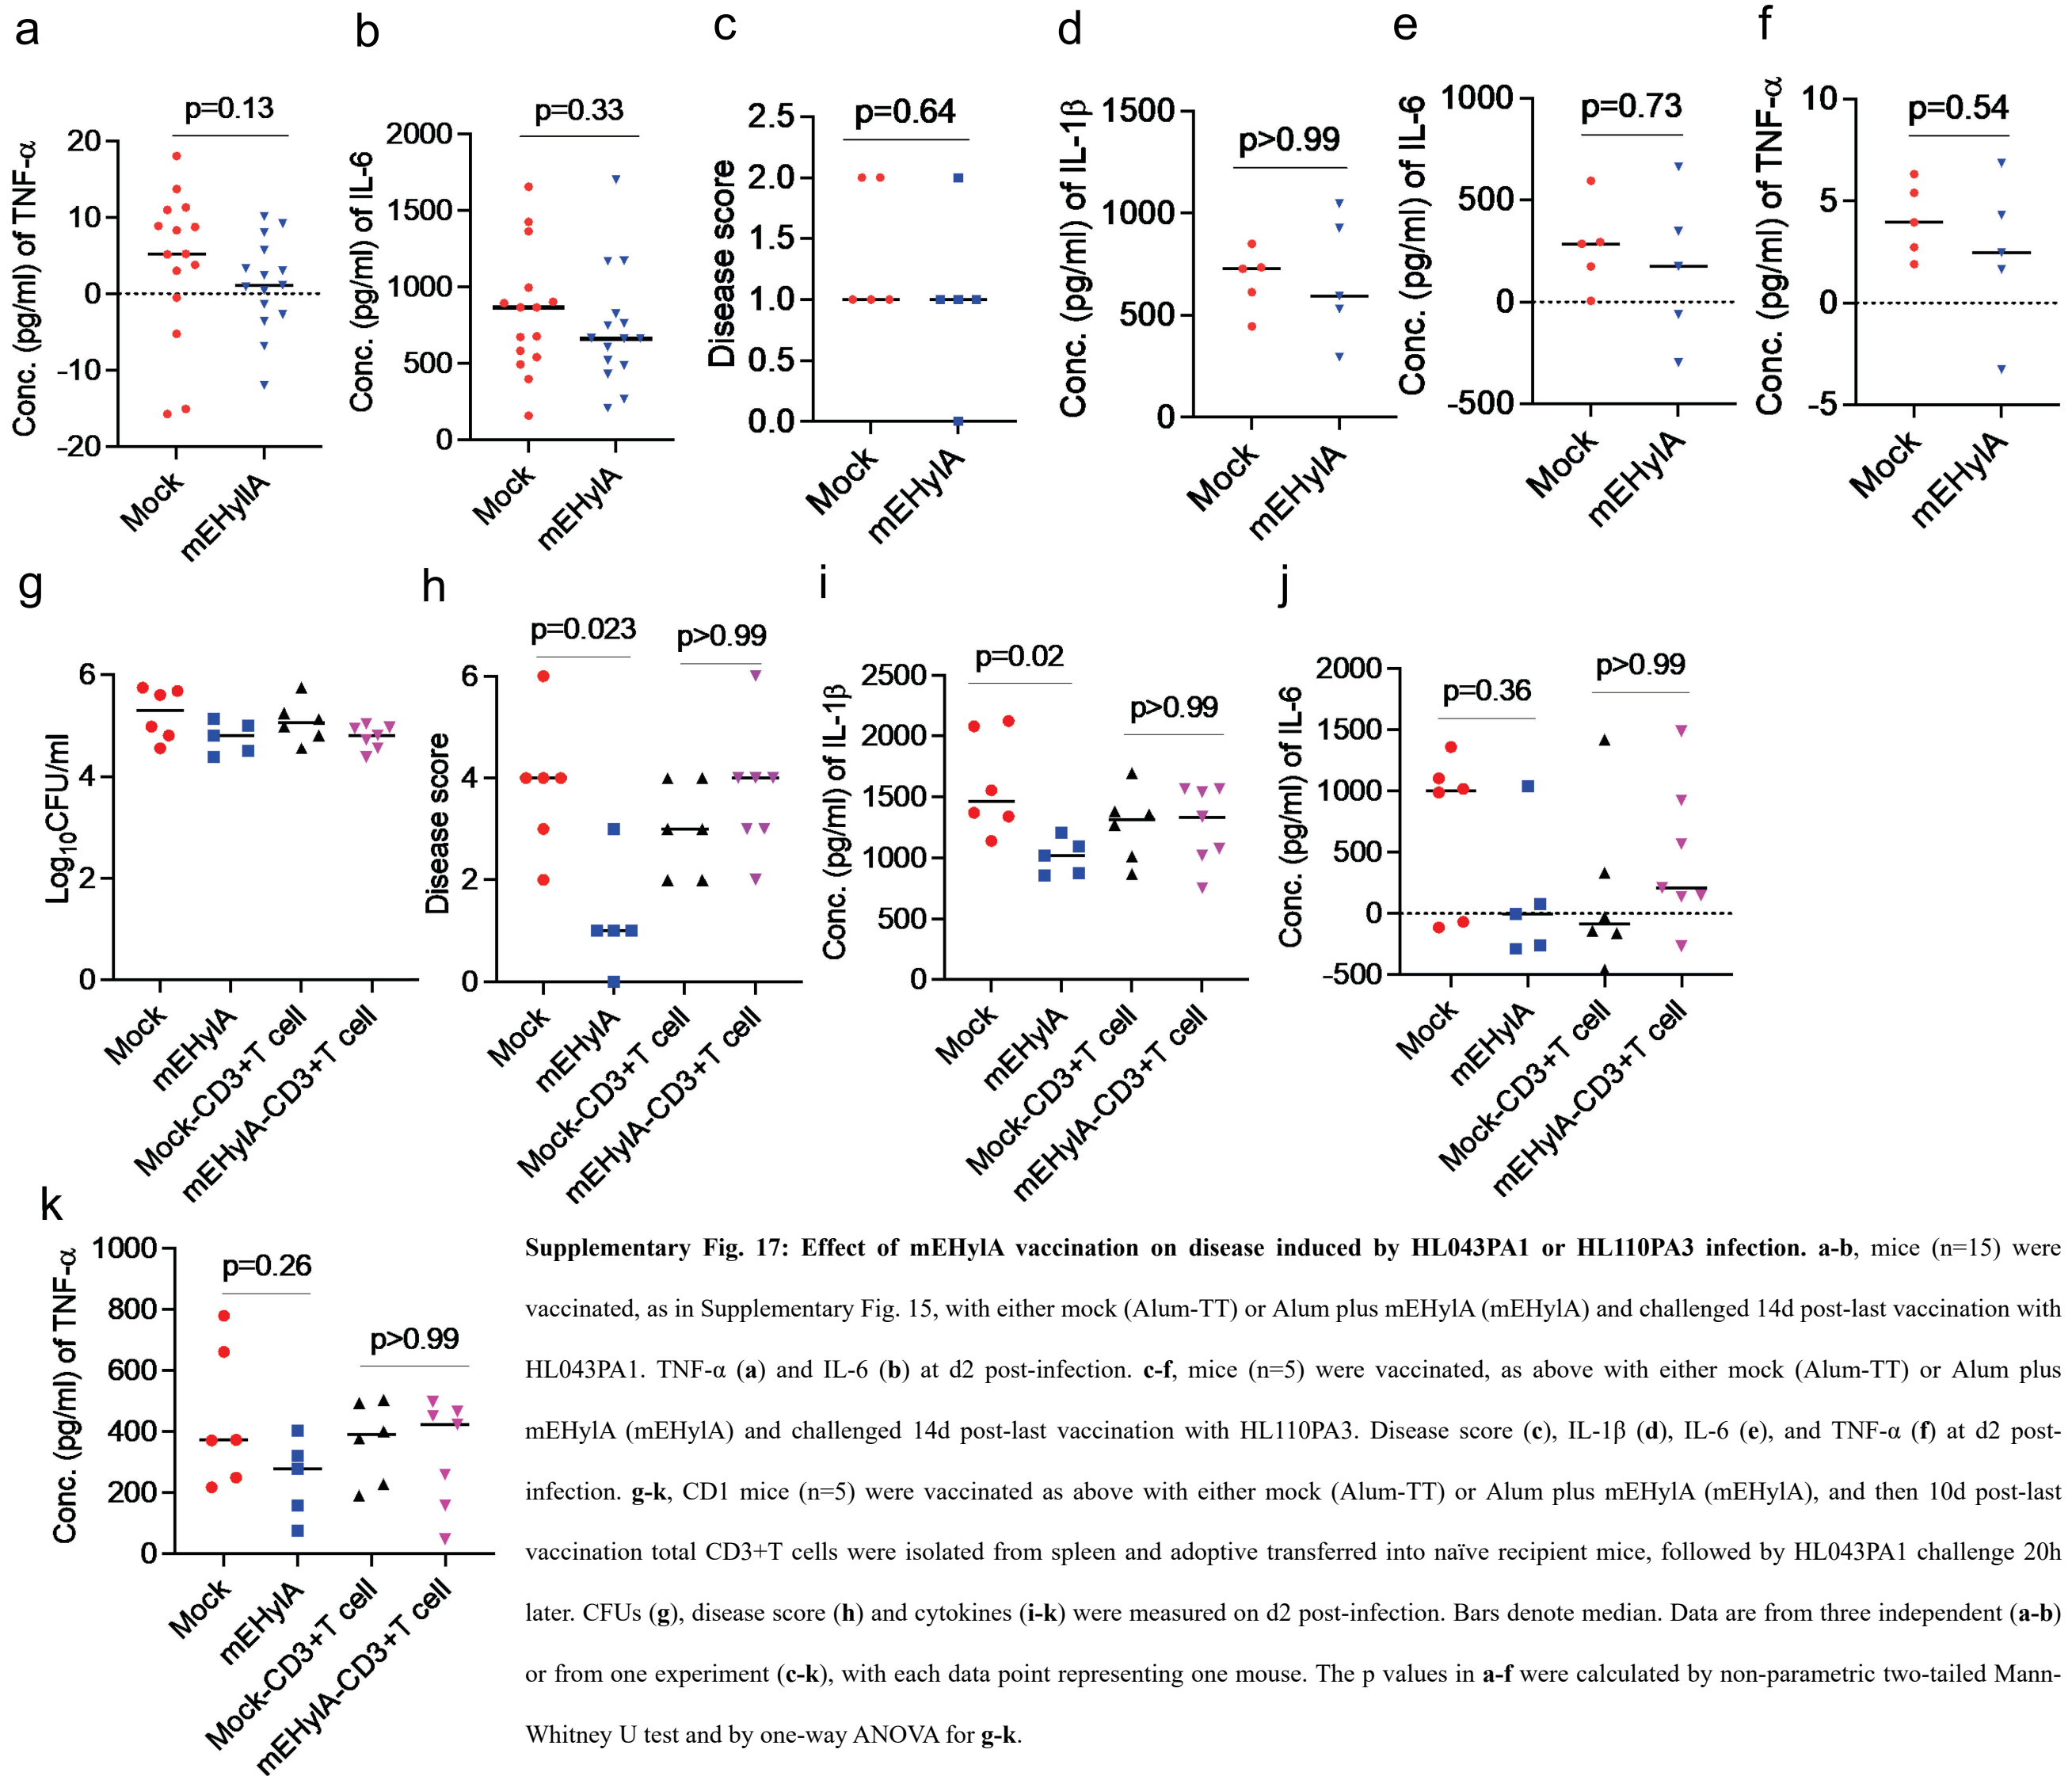 a
b
c
d
e
f
p=0.13
p=0.33
p=0.64
p>0.99
p=0.73
p=0.54
Conc. (pg/ml) of TNF-α
20
10
0
-10
-20
Mock
mEHyllA
Conc. (pg/ml) of IL-6
2000
1500
1000
500
0
Mock
mEHylA
Disease score
2.5
2.0
1.5
1.0
0.5
0.0
Mock
mEHylA
Conc. (pg/ml) of IL-1β
1500
1000
500
0
Mock
mEHylA
Conc. (pg/ml) of IL-6
1000
500
0
-500
Mock
mEHylA
Conc. (pg/ml) of TNF-α
10
5
0
-5
Mock
mEHylA
g
h
i
j
Log10CFU/ml
6
4
2
0
Mock
mEHylA
Mock-CD3+T cell
mEHylA-CD3+T cell
p=0.023
p>0.99
Disease score
6
4
2
0
Mock
mEHylA
Mock-CD3+T cell
mEHylA-CD3+T cell
p=0.02
p>0.99
Conc. (pg/ml) of IL-1β
2500
2000
1500
1000
500
0
Mock
mEHylA
Mock-CD3+T cell
mEHylA-CD3+T cell
p=0.36
p>0.99
Conc. (pg/ml) of IL-6
2000
1500
1000
500
0
-500
Mock
mEHylA
Mock-CD3+T cell
mEHylA-CD3+T cell
k
p=0.26
p>0.99
Conc. (pg/ml) of TNF-α
1000
800
600
400
200
0
Mock
mEHylA
Mock-CD3+T cell
mEHylA-CD3+T cell
Supplementary Fig. 17: Effect of mEHylA vaccination on disease induced by HL043PA1 or HL110PA3 infection. a-b, mice (n=15) were
vaccinated, as in Supplementary Fig. 15, with either mock (Alum-TT) or Alum plus mEHylA (mEHylA) and challenged 14d post-last vaccination with
HL043PA1. TNF-α (a) and IL-6 (b) at d2 post-infection. c-f, mice (n=5) were vaccinated, as above with either mock (Alum-TT) or Alum plus
mEHylA (mEHylA) and challenged 14d post-last vaccination with HL110PA3. Disease score (c), IL-1β (d), IL-6 (e), and TNF-α (f) at d2 post-
infection. g-k, CD1 mice (n=5) were vaccinated as above with either mock (Alum-TT) or Alum plus mEHylA (mEHylA), and then 10d post-last
vaccination total CD3+T cells were isolated from spleen and adoptive transferred into naïve recipient mice, followed by HL043PA1 challenge 20h
later. CFUs (g), disease score (h) and cytokines (i-k) were measured on d2 post-infection. Bars denote median. Data are from three independent (a-b)
or from one experiment (c-k), with each data point representing one mouse. The p values in a-f were calculated by non-parametric two-tailed Mann-
Whitney U test and by one-way ANOVA for g-k.